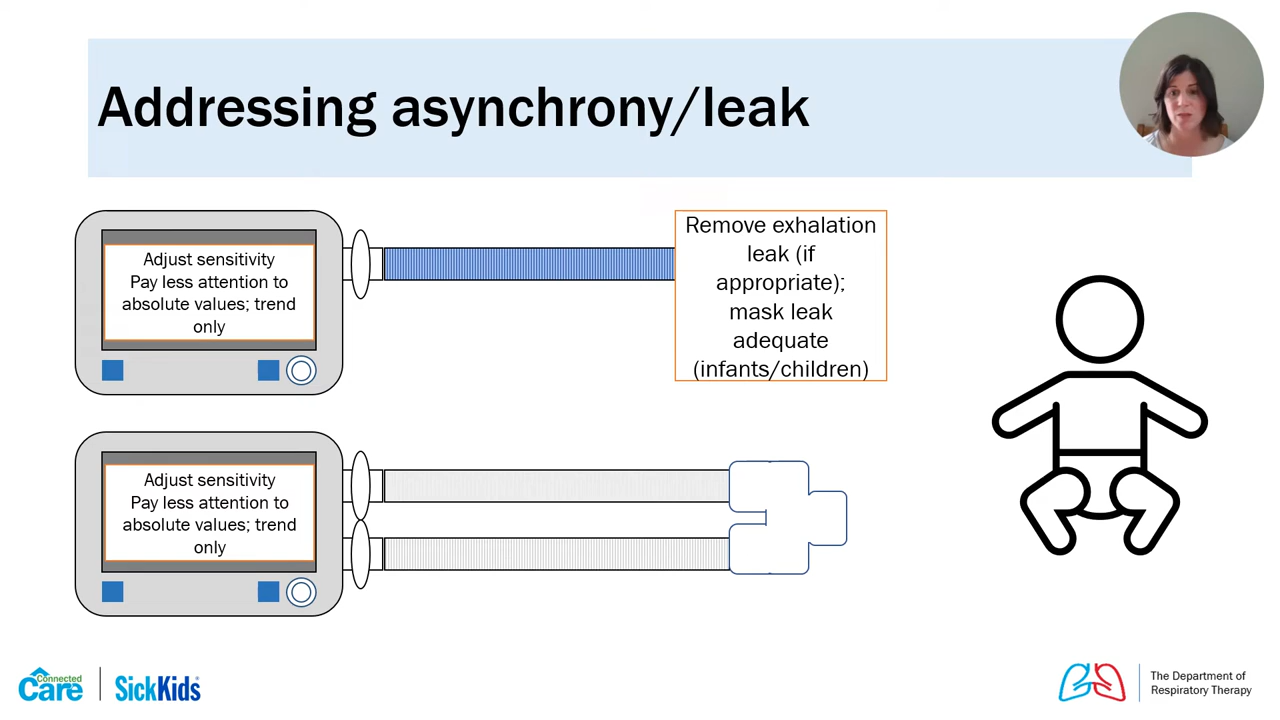 Addressing asynchrony/leak
Adjust sensitivity
Pay less attention to
absolute values; trend
only
Remove exhalation
leak (if
appropriate);
mask leak
adequate
(infants/children)
Adjust sensitivity
Pay less attention to
absolute values; trend
only
Connected
Care
SickKids
The Department of
Respiratory Therapy